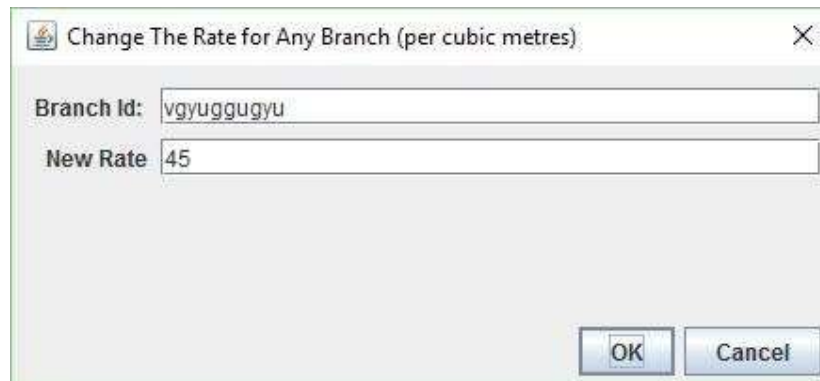 Change The Rate for Any Branch (per cubic metres)
Branch Id: vgyuggugyu
New Rate 45
OK Cancel